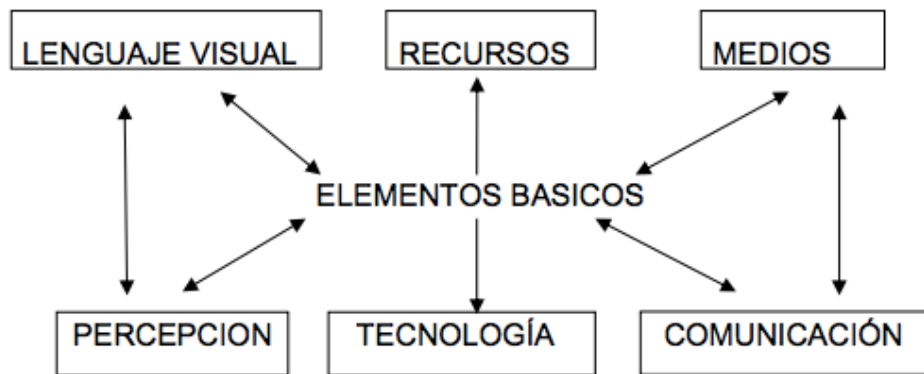 LENGUAJE VISUAL
RECURSOS
MEDIOS
ELEMENTOS BASICOS
PERCEPCION
TECNOLOGÍA
COMUNICACIÓN